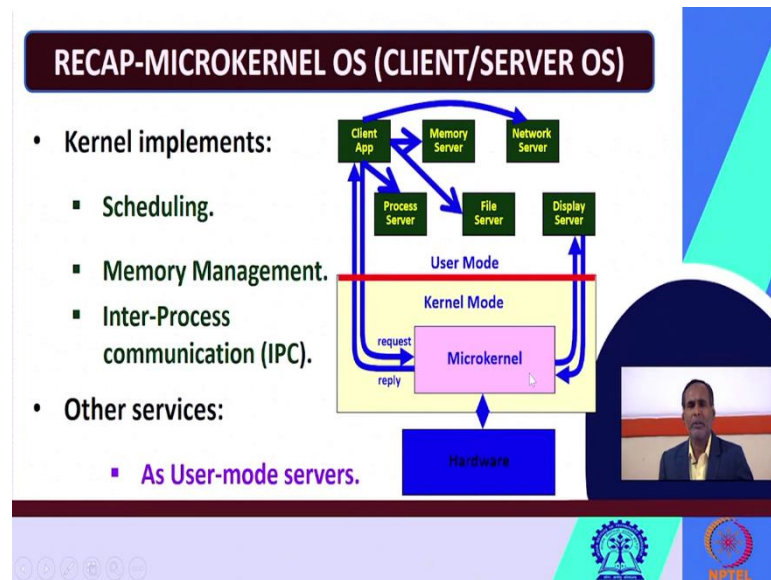 RECAP-MICROKERNEL OS (CLIENT/SERVER OS)
• Kernel implements:
▪ Scheduling.
▪ Memory Management.
▪ Inter-Process
communication (IPC).
• Other services:
▪ As User-mode servers.
Client
App
Memory
Server
Network
Server
Process
Server
File
Server
Display
Server
User Mode
Kernel Mode
request
reply
Microkernel
Hardware
NPTEL